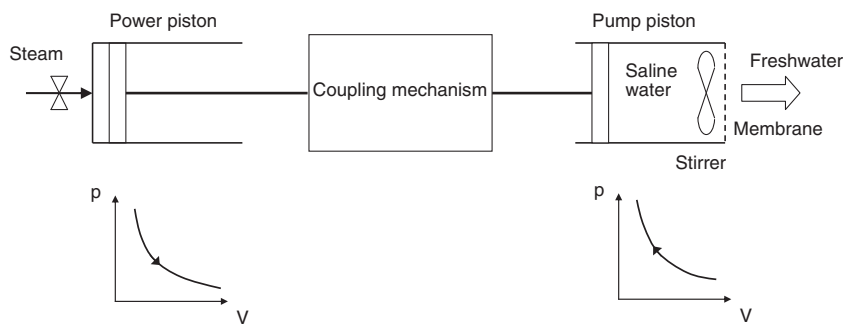 Power piston
Pump piston
Steam
Coupling mechanism
Saline
water
Freshwater
Membrane
Stirrer
p
V
p
V